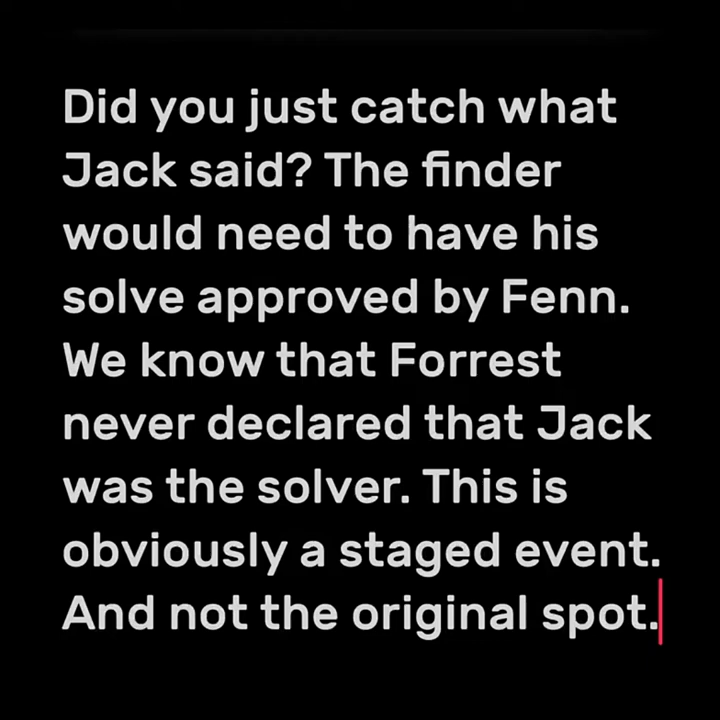 Did you just catch what
Jack said? The finder
would need to have his
solve approved by Fenn.
We know that Forrest
never declared that Jack
was the solver. This is
obviously a staged event.
And not the original spot.